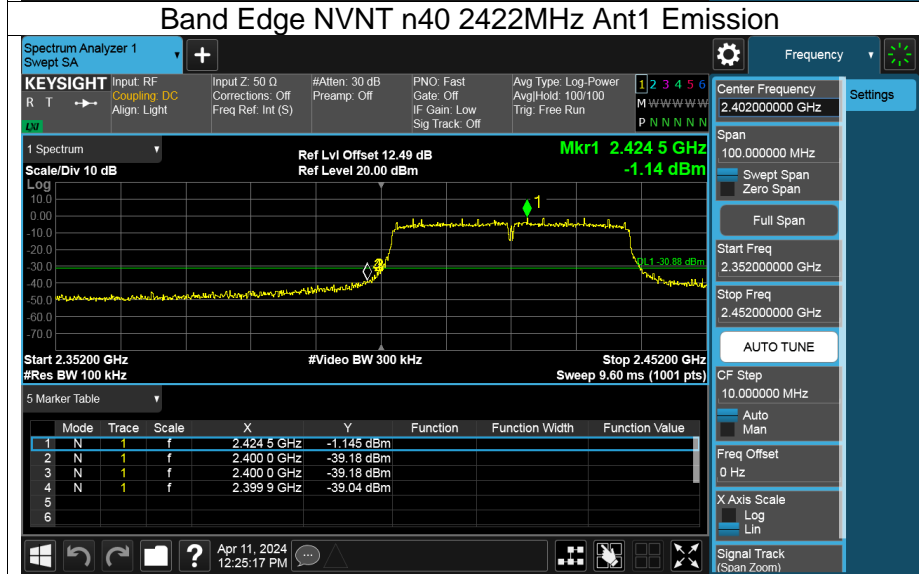 Band Edge NVNT n40 2422MHz Ant1 Emission
Spectrum Analyzer 1
Swept SA
+
Frequency
KEYSIGHT Input: RF Input Z: 50 Ω #Atten: 30 dB PNO: Fast Avg Type: Log-Power 1 2 3 4 5 6
R T Coupling: DC Corrections: Off Preamp: Off Gate: Off Avg|Hold: 100/100 M W W W W W
Align: Light Freq Ref: Int (S) IF Gain: Low Trig: Free Run
LXI Sig Track: Off P N N N N N
Center Frequency
2.402000000 GHz
Settings
Span
100.000000 MHz
Swept Span
Zero Span
Full Span
Start Freq
2.352000000 GHz
Stop Freq
2.452000000 GHz
AUTO TUNE
CF Step
10.000000 MHz
Auto
Man
Freq Offset
0 Hz
X Axis Scale
Log
Lin
Signal Track
(Span Zoom)
1 Spectrum
Ref Lvl Offset 12.49 dB Mkr1 2.424 5 GHz
Scale/Div 10 dB Ref Level 20.00 dBm -1.14 dBm
Log
10.0
0.00
-10.0
-20.0
-30.0
-40.0
-50.0
-60.0
-70.0
1
DL1 -30.88 dBm
Start 2.35200 GHz #Video BW 300 kHz Stop 2.45200 GHz
#Res BW 100 kHz Sweep 9.60 ms (1001 pts)
5 Marker Table
Mode Trace Scale X Y Function Function Width Function Value
1 N 1 f 2.424 5 GHz -1.145 dBm
2 N 1 f 2.400 0 GHz -39.18 dBm
3 N 1 f 2.400 0 GHz -39.18 dBm
4 N 1 f 2.399 9 GHz -39.04 dBm
5
6
? Apr 11, 2024
12:25:17 PM